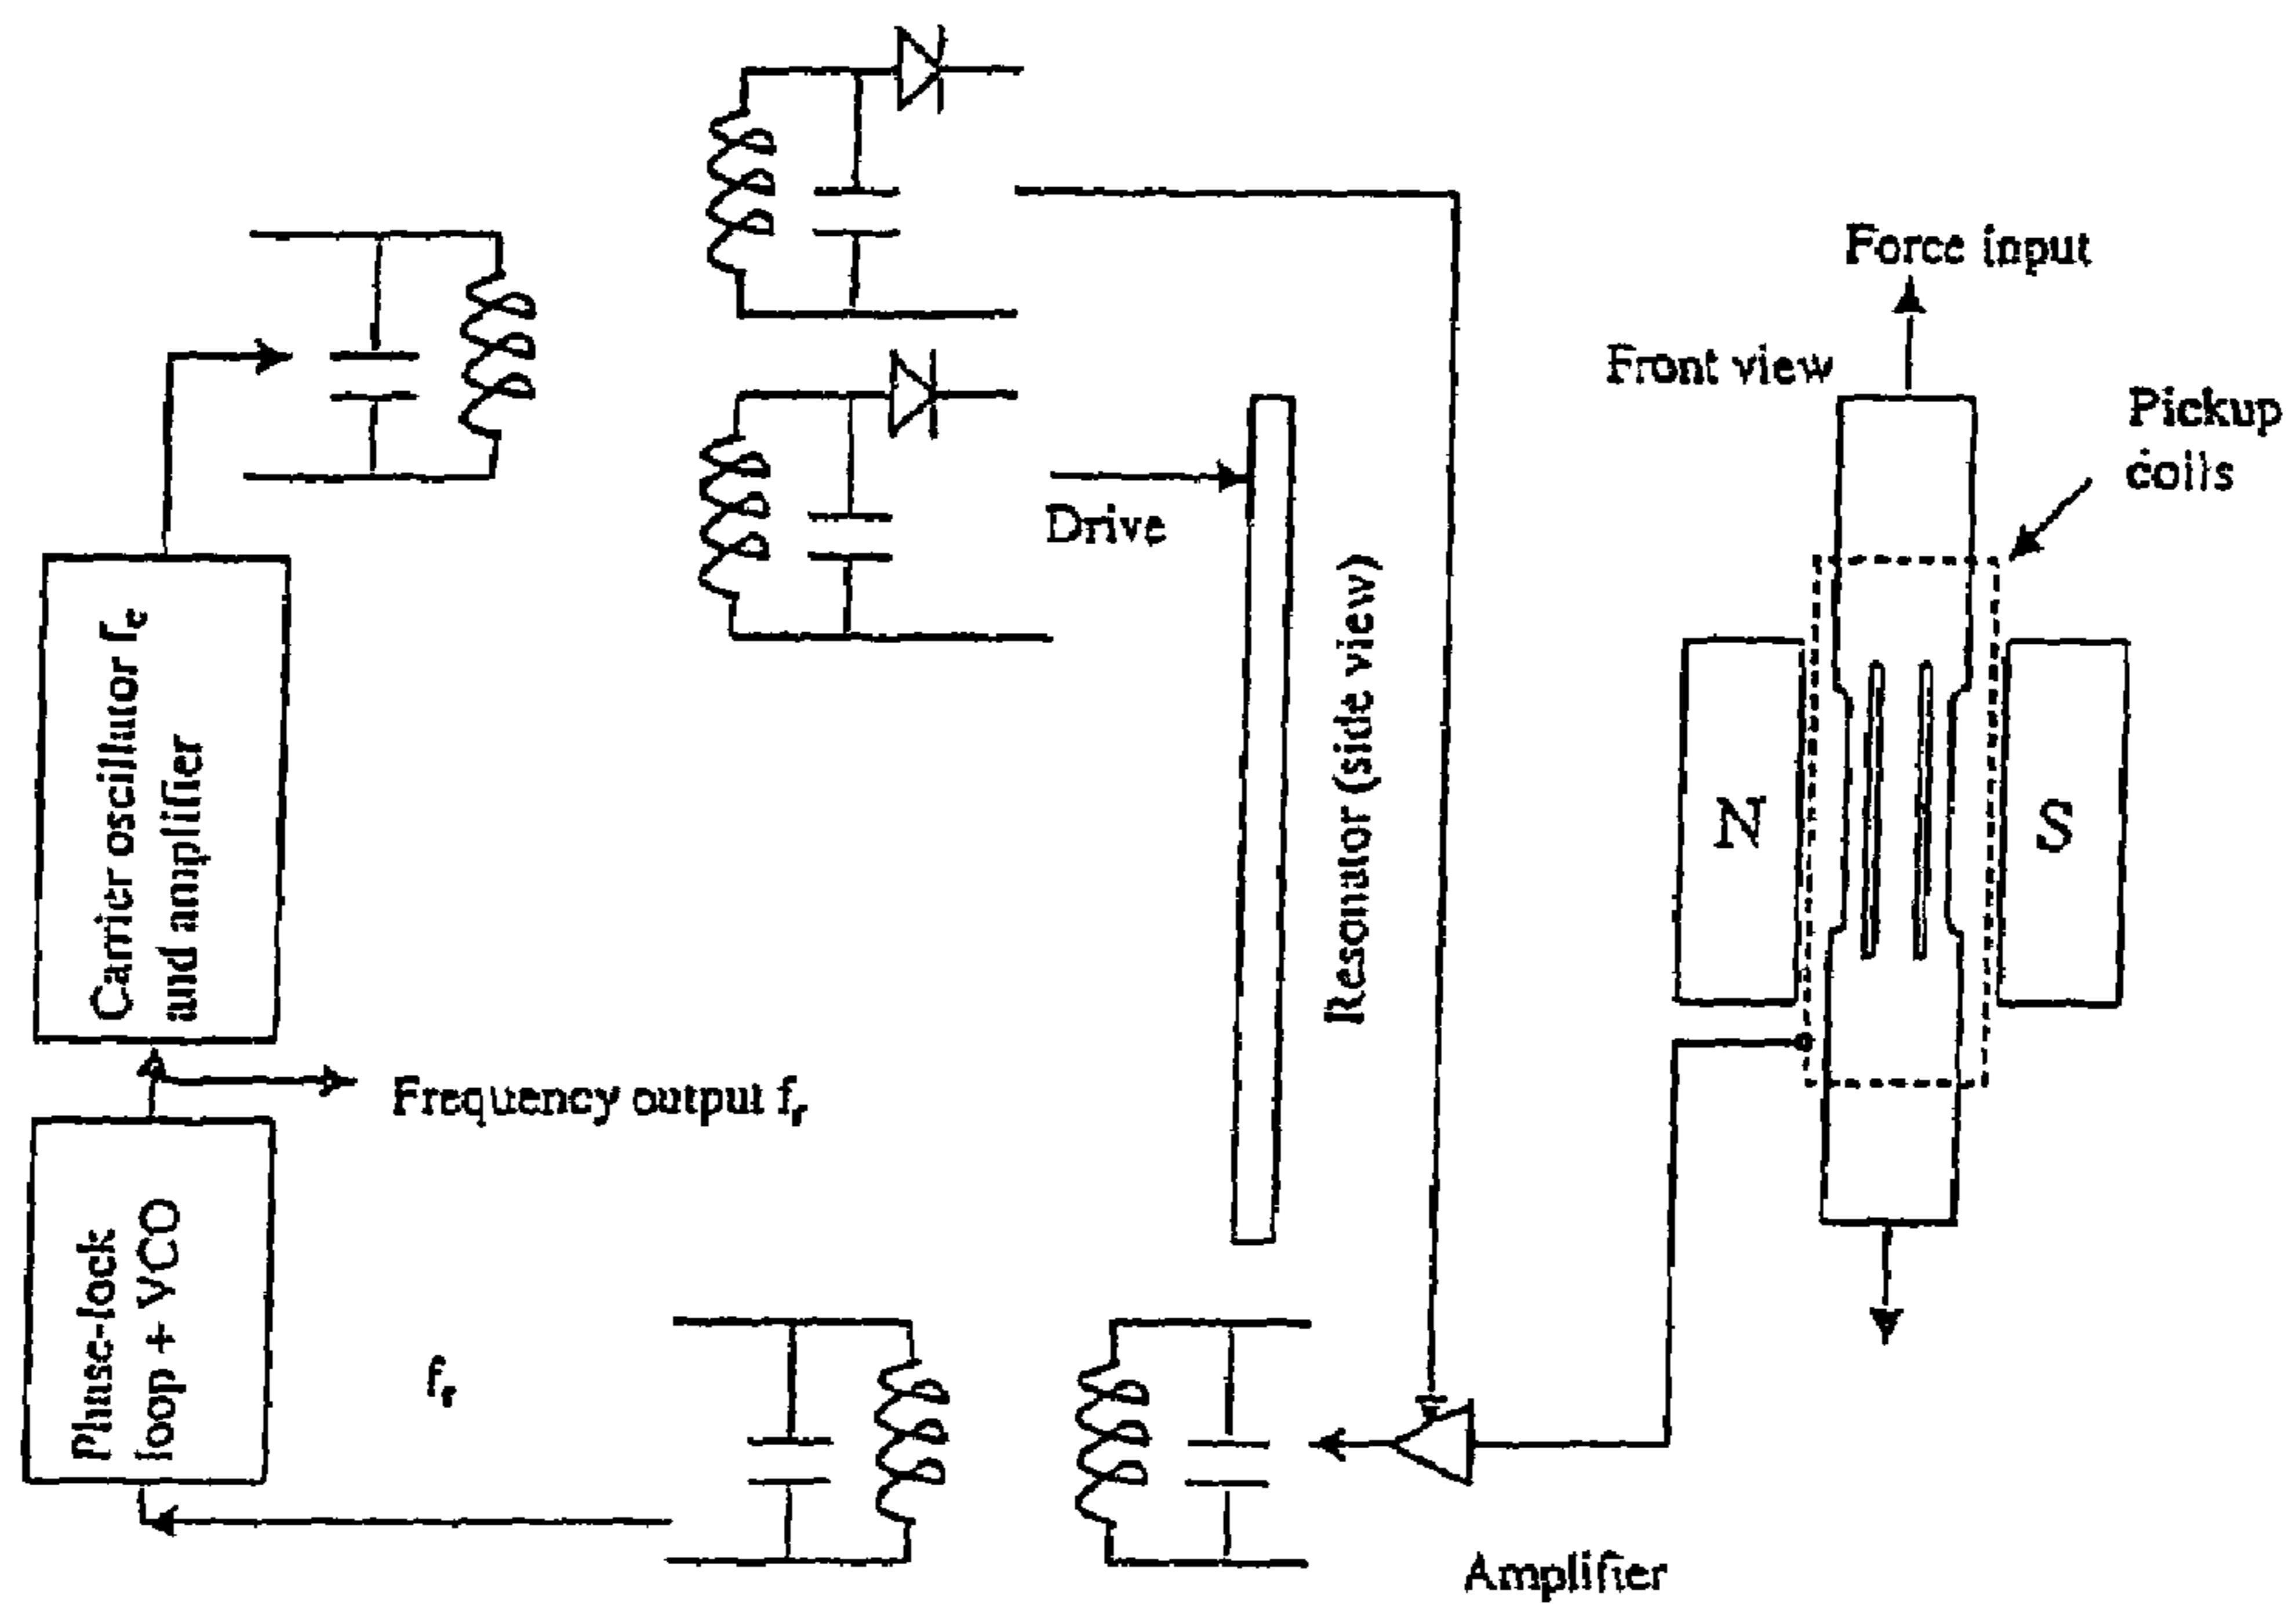 Force input
Front view
Pickup
coils
Drive
Carrier oscillator fc
and amplifier
Resonator (side view)
N
S
Frequency output fr
Phase-lock
loop + VCO
fr
Amplifier